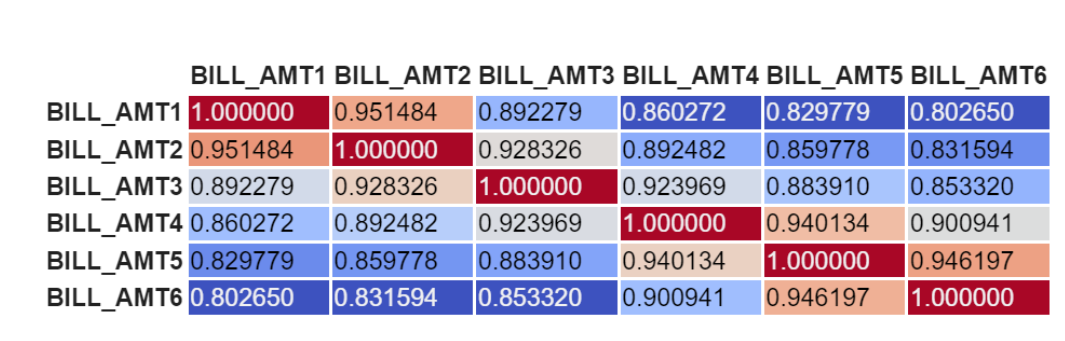 BILL_AMT1 BILL_AMT2 BILL_AMT3 BILL_AMT4 BILL_AMT5 BILL_AMT6
BILL_AMT1 1.000000 0.951484 0.892279 0.860272 0.829779 0.802650
BILL_AMT2 0.951484 1.000000 0.928326 0.892482 0.859778 0.831594
BILL_AMT3 0.892279 0.928326 1.000000 0.923969 0.883910 0.853320
BILL_AMT4 0.860272 0.892482 0.923969 1.000000 0.940134 0.900941
BILL_AMT5 0.829779 0.859778 0.883910 0.940134 1.000000 0.946197
BILL_AMT6 0.802650 0.831594 0.853320 0.900941 0.946197 1.000000